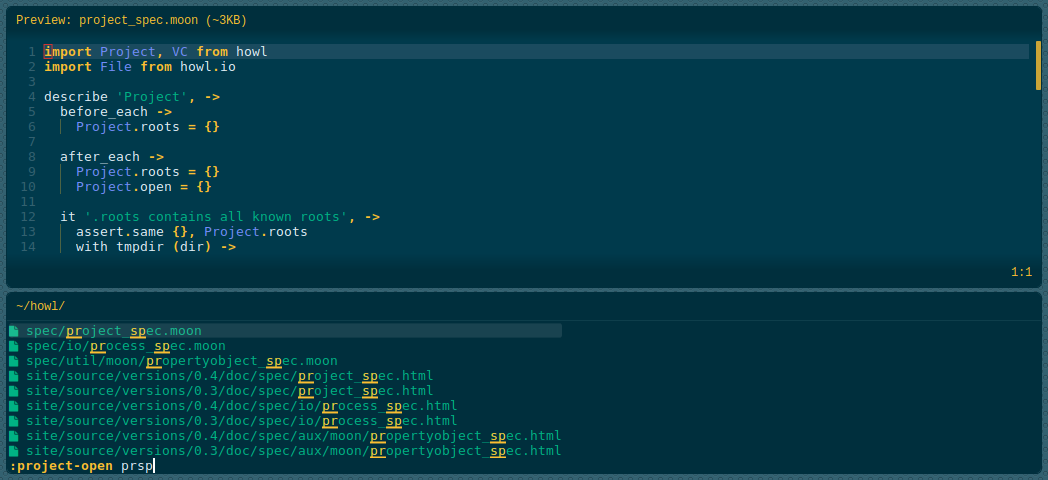 Preview: project_spec.moon (~3KB)
1 import Project, VC from howl
2 import File from howl.io
3
4 describe 'Project', ->
5   before_each ->
6     Project.roots = {}
7
8   after_each ->
9     Project.roots = {}
10     Project.open = {}
11
12   it '.roots contains all known roots', ->
13     assert.same {}, Project.roots
14     with_tmpdir (dir) ->
1:1
~/howl/
spec/project_spec.moon
spec/io/process_spec.moon
spec/util/moon/propertyobject_spec.moon
site/source/versions/0.4/doc/spec/project_spec.html
site/source/versions/0.3/doc/spec/project_spec.html
site/source/versions/0.4/doc/spec/io/process_spec.html
site/source/versions/0.3/doc/spec/io/process_spec.html
site/source/versions/0.4/doc/spec/aux/moon/propertyobject_spec.html
site/source/versions/0.3/doc/spec/aux/moon/propertyobject_spec.html
:project-open prsp